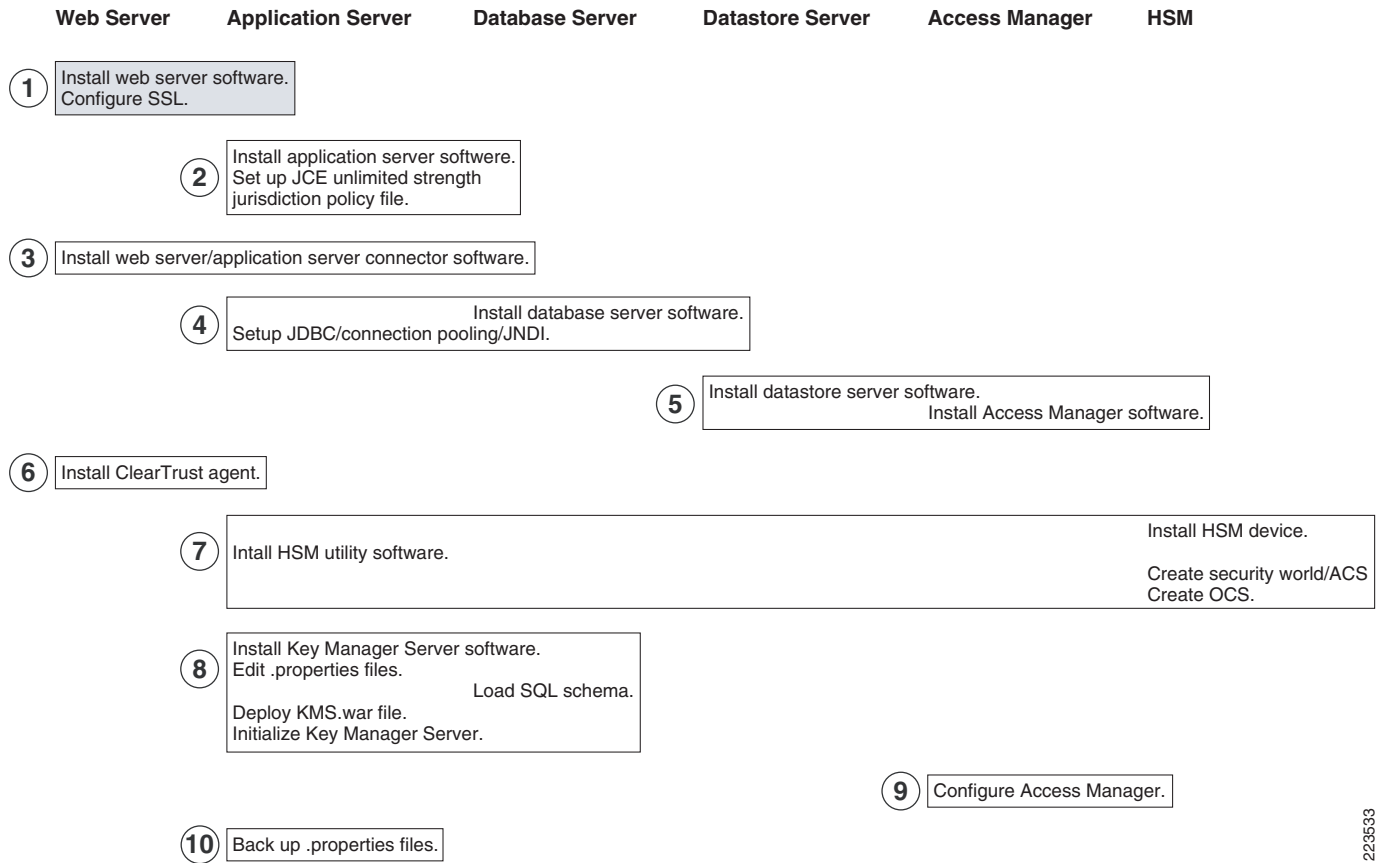 Web Server Application Server Database Server Datastore Server Access Manager HSM
1 Install web server software.
Configure SSL.
2 Install application server softwere.
Set up JCE unlimited strength
jurisdiction policy file.
3 Install web server/application server connector software.
4 Install database server software.
Setup JDBC/connection pooling/JNDI.
5 Install datastore server software.
Install Access Manager software.
6 Install ClearTrust agent.
7 Install HSM device.
Intall HSM utility software.
Create security world/ACS
Create OCS.
8 Install Key Manager Server software.
Edit .properties files.
Load SQL schema.
Deploy KMS.war file.
Initialize Key Manager Server.
9 Configure Access Manager.
10 Back up .properties files.
223533